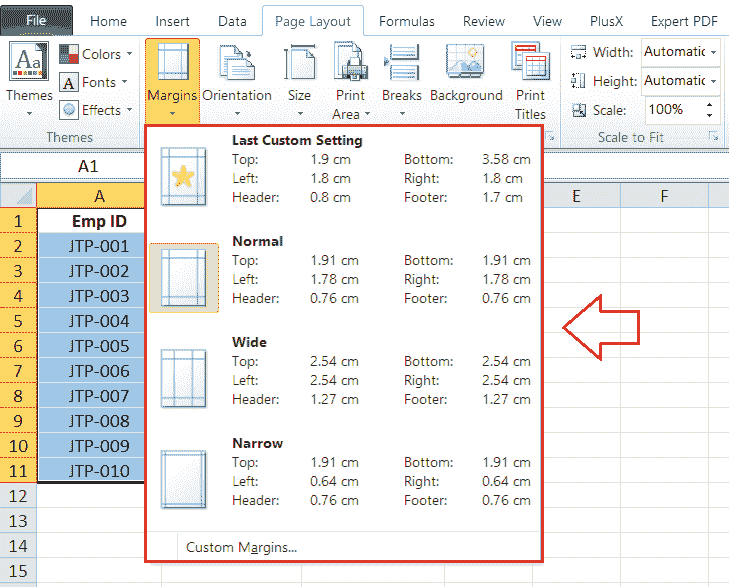 File Home Insert Data Page Layout Formulas Review View PlusX Expert PDF
Aa Colors Width: Automatic
A Fonts Height: Automatic
Themes Effects Margins Orientation Size Print Area Breaks Background Print Titles Scale: 100%
Themes Scale to Fit
A1
A E F
1 Emp ID
2 JTP-001
3 JTP-002
4 JTP-003
5 JTP-004
6 JTP-005
7 JTP-006
8 JTP-007
9 JTP-008
10 JTP-009
11 JTP-010
12
13
14
15
Last Custom Setting
Top: 1.9 cm Bottom: 3.58 cm
Left: 1.8 cm Right: 1.8 cm
Header: 0.8 cm Footer: 1.7 cm
Normal
Top: 1.91 cm Bottom: 1.91 cm
Left: 1.78 cm Right: 1.78 cm
Header: 0.76 cm Footer: 0.76 cm
Wide
Top: 2.54 cm Bottom: 2.54 cm
Left: 2.54 cm Right: 2.54 cm
Header: 1.27 cm Footer: 1.27 cm
Narrow
Top: 1.91 cm Bottom: 1.91 cm
Left: 0.64 cm Right: 0.64 cm
Header: 0.76 cm Footer: 0.76 cm
Custom Margins...